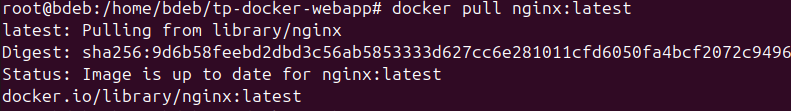 root@bdeb:/home/bdeb/tp-docker-webapp# docker pull nginx:latest
latest: Pulling from library/nginx
Digest: sha256:9d6b58feebd2dbd3c56ab5853333d627cc6e281011cfd6050fa4bcf2072c9496
Status: Image is up to date for nginx:latest
docker.io/library/nginx:latest